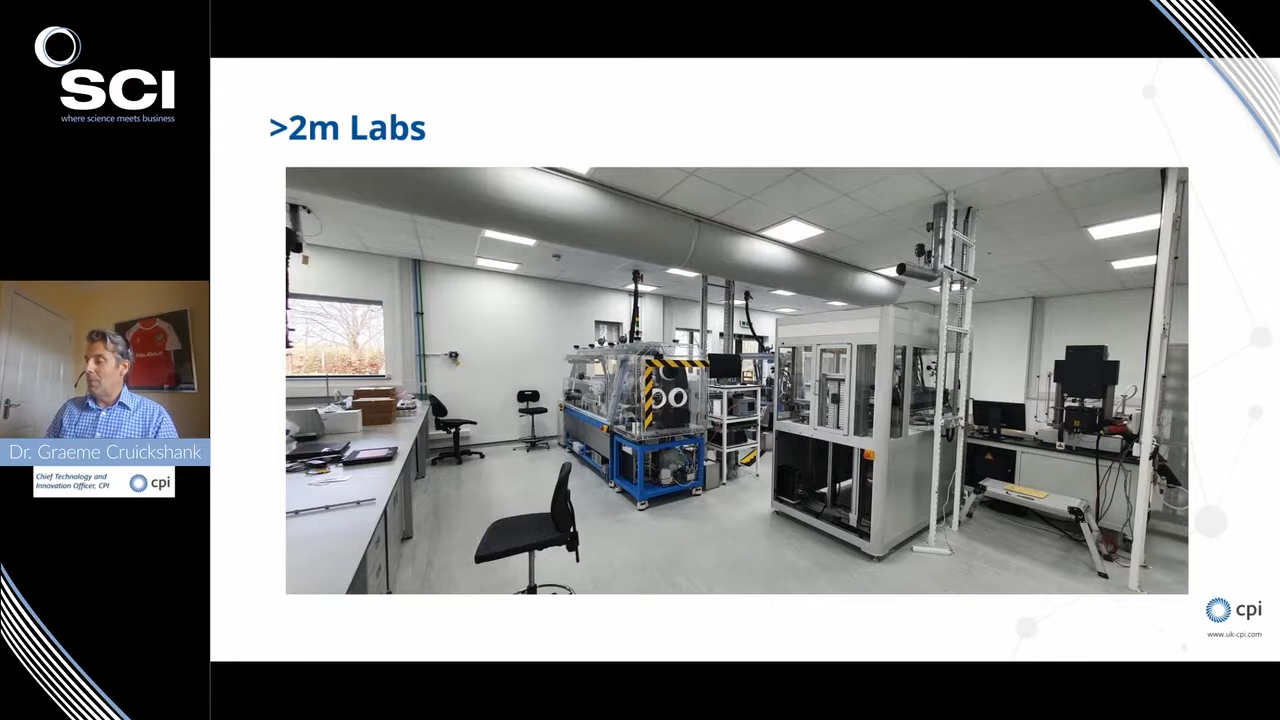 SCI
where science meets business
>2m Labs
Dr. Graeme Cruickshank
Chief Technology and
Innovation Officer, CPI
cpi
cpi
www.uk-cpi.com